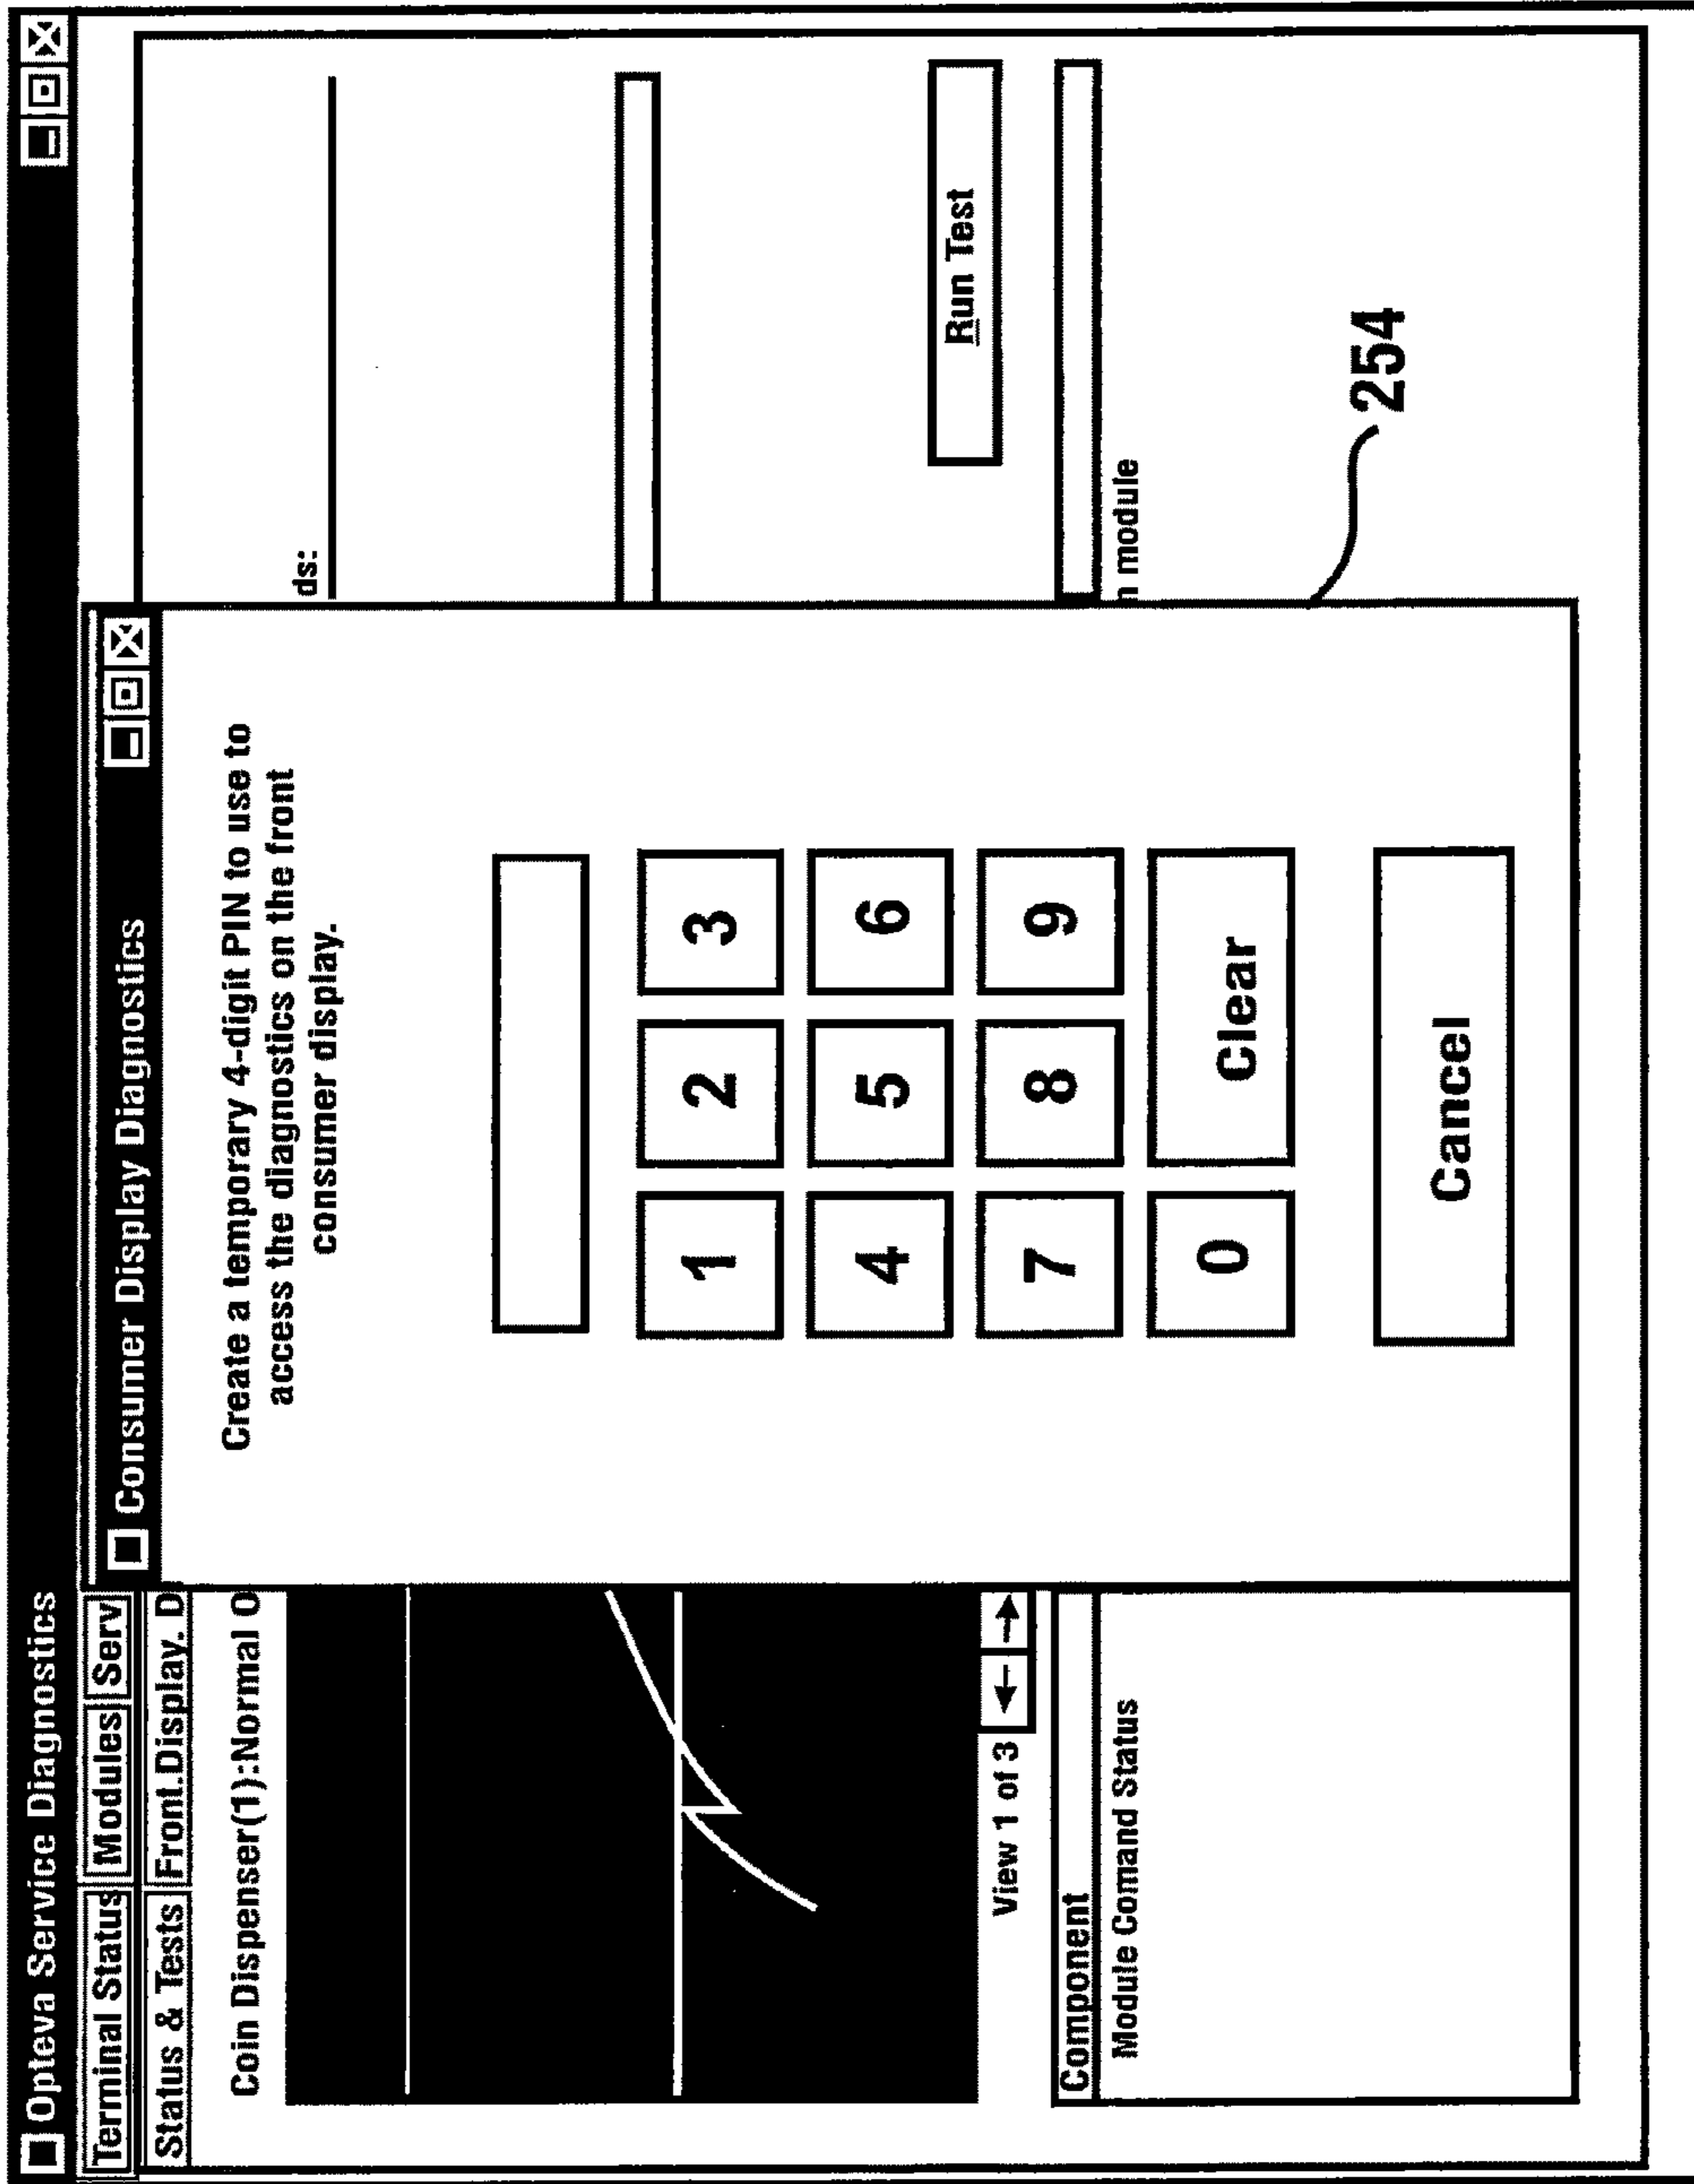 Opteva Service Diagnostics
Terminal Status Modules Serv
Status & Tests Front.Display. D
Coin Dispenser(1):Normal O
View 1 of 3
Component
Module Comand Status
Consumer Display Diagnostics
Create a temporary 4-digit PIN to use to
access the diagnostics on the front
consumer display.
1 2 3
4 5 6
7 8 9
0 Clear
Cancel
ds:
Run Test
n module
254